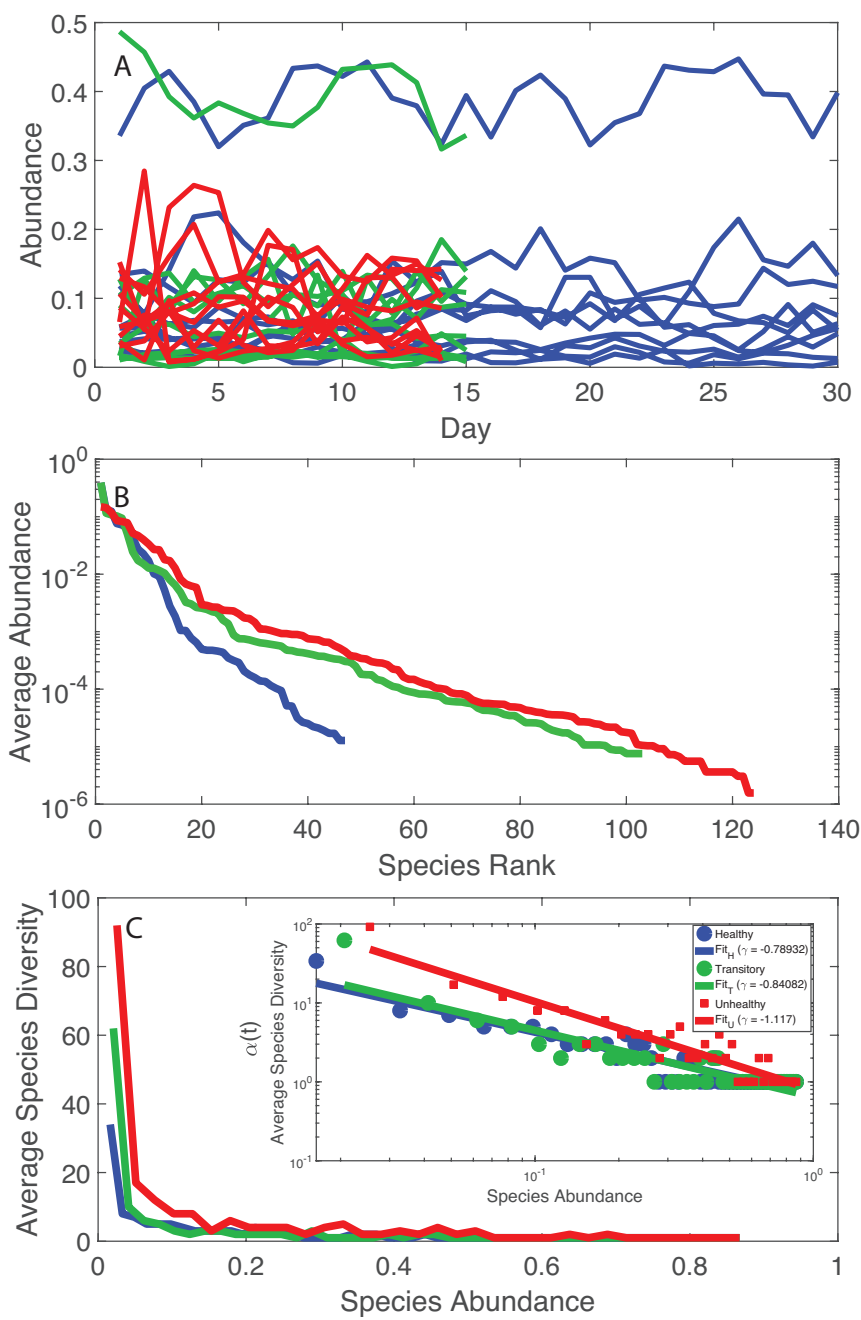 A
0.5
0.4
0.3
0.2
0.1
0
Abundance
0 5 10 15 20 25 30
Day
B
10^0
10^-2
10^-4
10^-6
Average Abundance
0 20 40 60 80 100 120 140
Species Rank
C
100
80
60
40
20
0
Average Species Diversity
0 0.2 0.4 0.6 0.8 1
Species Abundance
α(t)
Average Species Diversity
10^2
10^1
10^0
10^-1
10^-1 10^0
Species Abundance
Healthy
Fit_H (γ = -0.78932)
Transitory
Fit_T (γ = -0.84082)
Unhealthy
Fit_U (γ = -1.117)